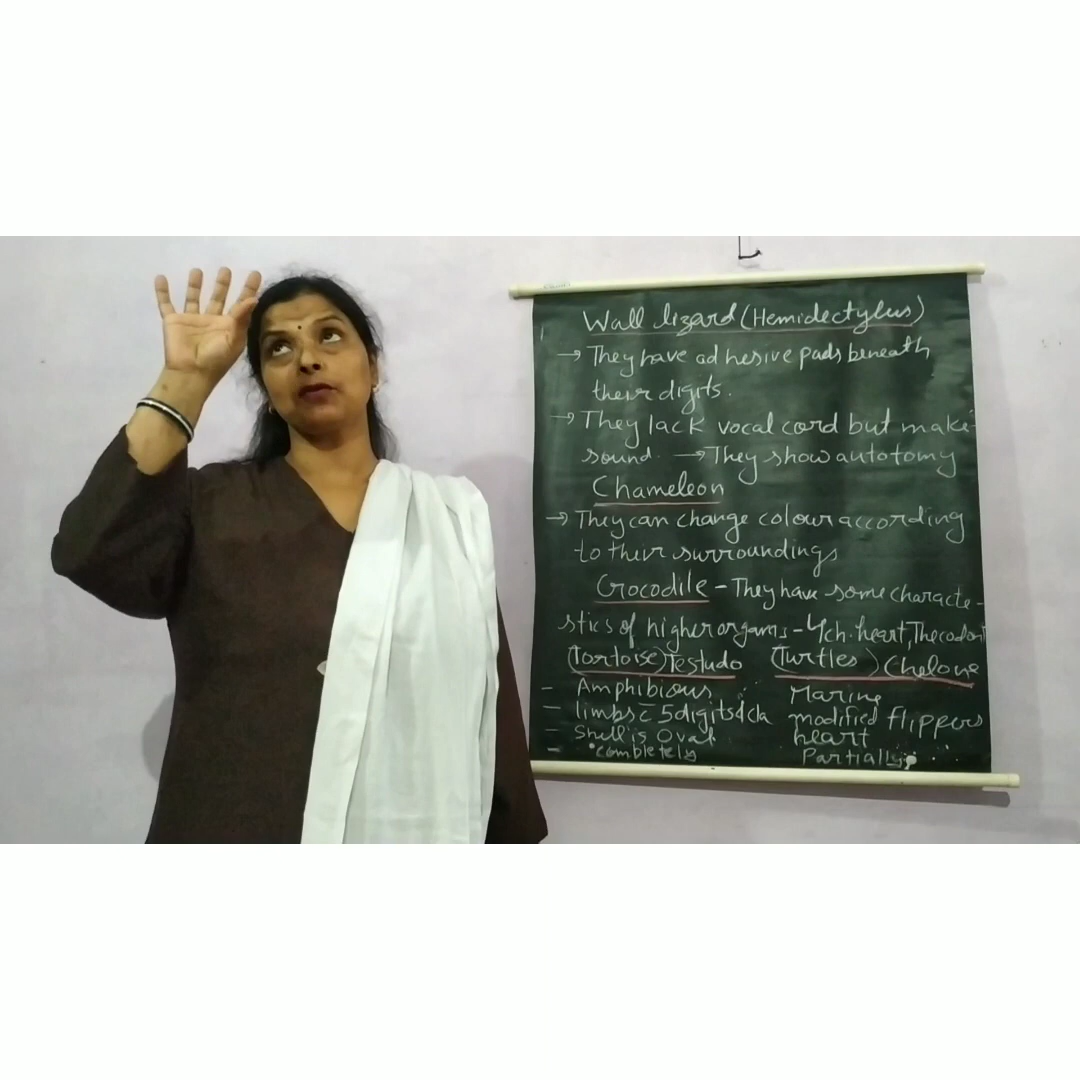 Wall lizard (Hemidectylus)
→ They have adhesive pads beneath
their digits.
→ They lack vocal cord but make
sound. → They show autotomy
Chameleon
→ They can change colour according
to their surroundings
Crocodile - They have some characte-
stics of higher orgams - 4ch. heart, Thecodont
(Tortoise) Testudo (Turtles) Chelone
- Amphibious Marine
- limbs c̄ 5 digits & cla modified flippers
- Shell is Oval heart
- completely Partially